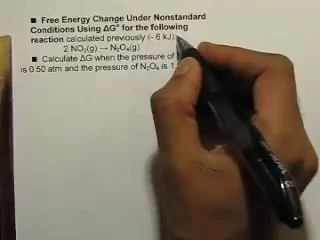 ■ Free Energy Change Under Nonstandard
Conditions Using ΔG° for the following
reaction calculated previously (- 6 kJ)
2 NO₂(g) → N₂O₄(g)
■ Calculate ΔG when the pressure of
is 0.50 atm and the pressure of N₂O₄ is 1.